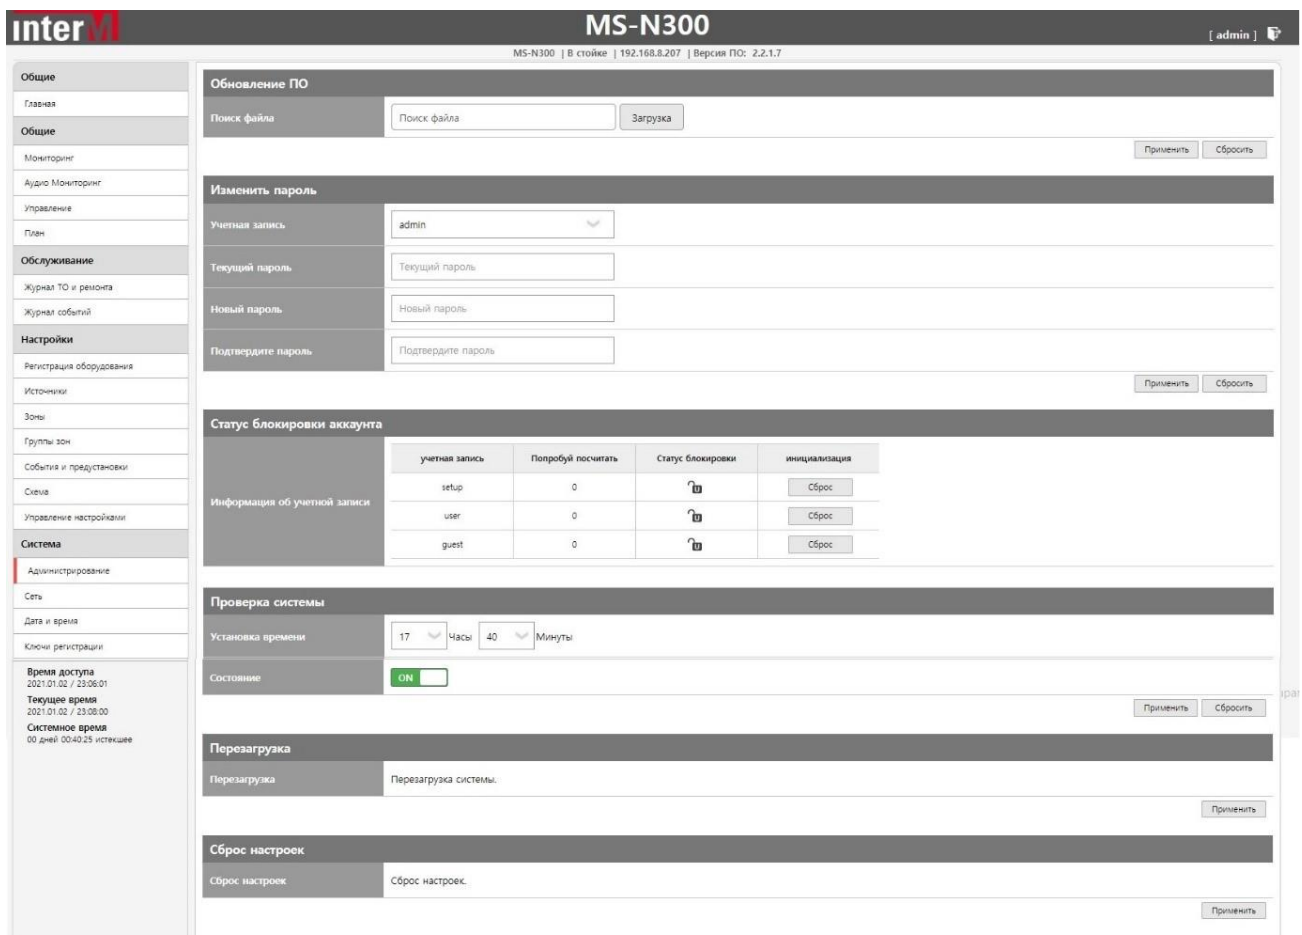 interM
MS-N300
[ admin ]
MS-N300 | В стойке | 192.168.8.207 | Версия ПО: 2.2.1.7
Общие
Главная
Общие
Мониторинг
Аудио Мониторинг
Управление
План
Обслуживание
Журнал ТО и ремонта
Журнал событий
Настройки
Регистрация оборудования
Источники
Зоны
Группы зон
События и предустановки
Схема
Управление настройками
Система
Администрирование
Сеть
Дата и время
Ключи регистрации
Время доступа
2021.01.02 / 23:06:01
Текущее время
2021.01.02 / 23:08:00
Системное время
00 дней 00:40:25 истекшее
Обновление ПО
Поиск файла Поиск файла Загрузка
Применить Сбросить
Изменить пароль
Учетная запись admin
Текущий пароль Текущий пароль
Новый пароль Новый пароль
Подтвердите пароль Подтвердите пароль
Применить Сбросить
Статус блокировки аккаунта
Информация об учетной записи
учетная запись Попробуй посчитать Статус блокировки инициализация
setup 0 Сброс
user 0 Сброс
guest 0 Сброс
Проверка системы
Установка времени 17 Часы 40 Минуты
Состояние ON
Применить Сбросить
Перезагрузка
Перезагрузка Перезагрузка системы.
Применить
Сброс настроек
Сброс настроек Сброс настроек.
Применить